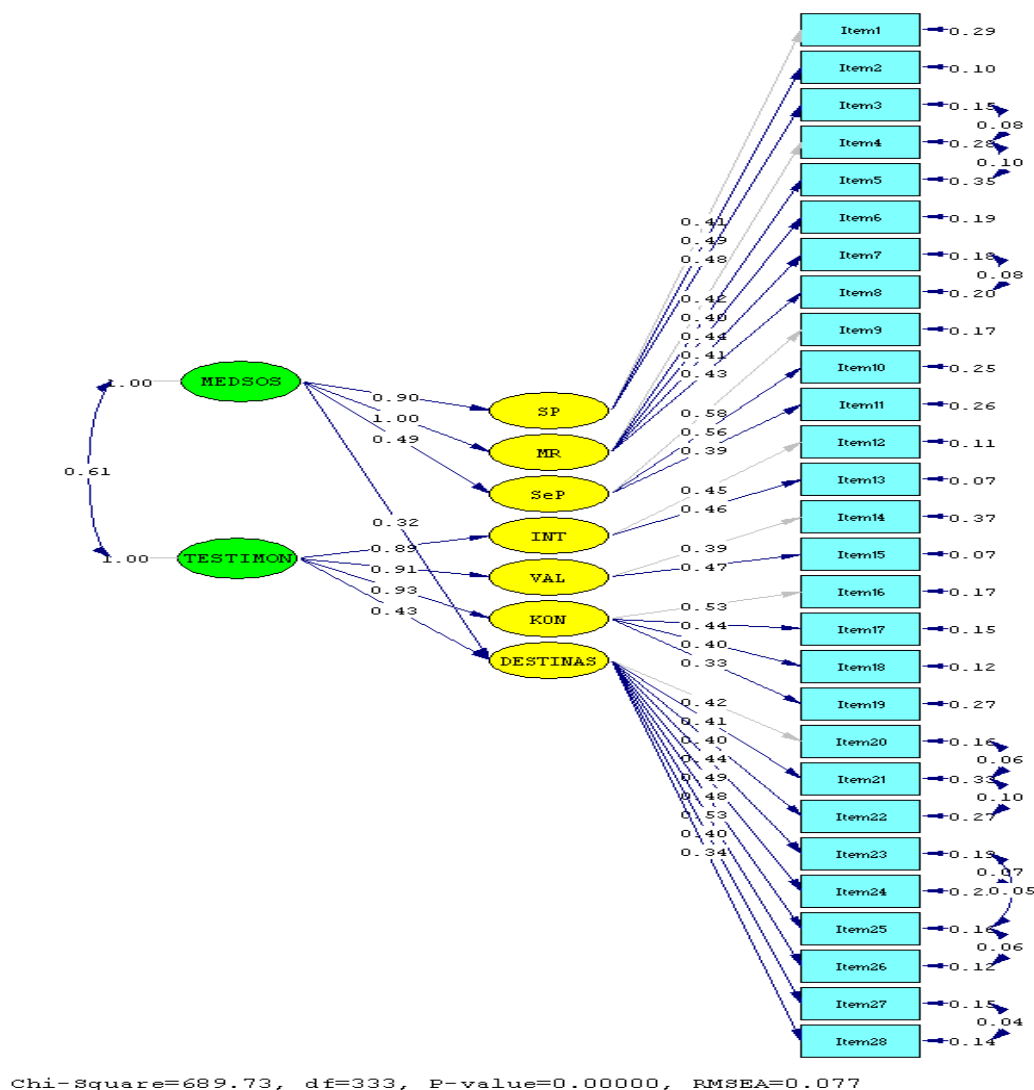 Item1 0.29
Item2 0.10
Item3 0.15
0.08
Item4 0.28
0.10
Item5 0.35
Item6 0.19
0.41
Item7 0.18
0.49
0.48
0.08
Item8 0.20
0.42
0.40
Item9 0.17
0.44
0.41
Item10 0.25
0.43
1.00 MEDSOS
0.90
Item11 0.26
SP
0.58
1.00
0.56
0.49
Item12 0.11
MR
0.39
0.61
Item13 0.07
0.45
SeP
0.46
Item14 0.37
0.32
INT
0.89
0.39
Item15 0.07
1.00 TESTIMON
0.47
0.91
VAL
0.93
Item16 0.17
0.53
0.43
KON
0.44
Item17 0.15
0.40
DESTINAS
0.33
Item18 0.12
0.42
Item19 0.27
0.41
0.40
Item20 0.16
0.44
0.06
0.49
Item21 0.33
0.48
0.10
0.53
Item22 0.27
0.40
0.34
Item23 0.19
0.07
Item24
0.05
Item25 0.16
0.06
Item26 0.12
Item27 0.15
0.04
Item28 0.14
Chi-Square=689.73, df=333, P-value=0.00000, RMSEA=0.077